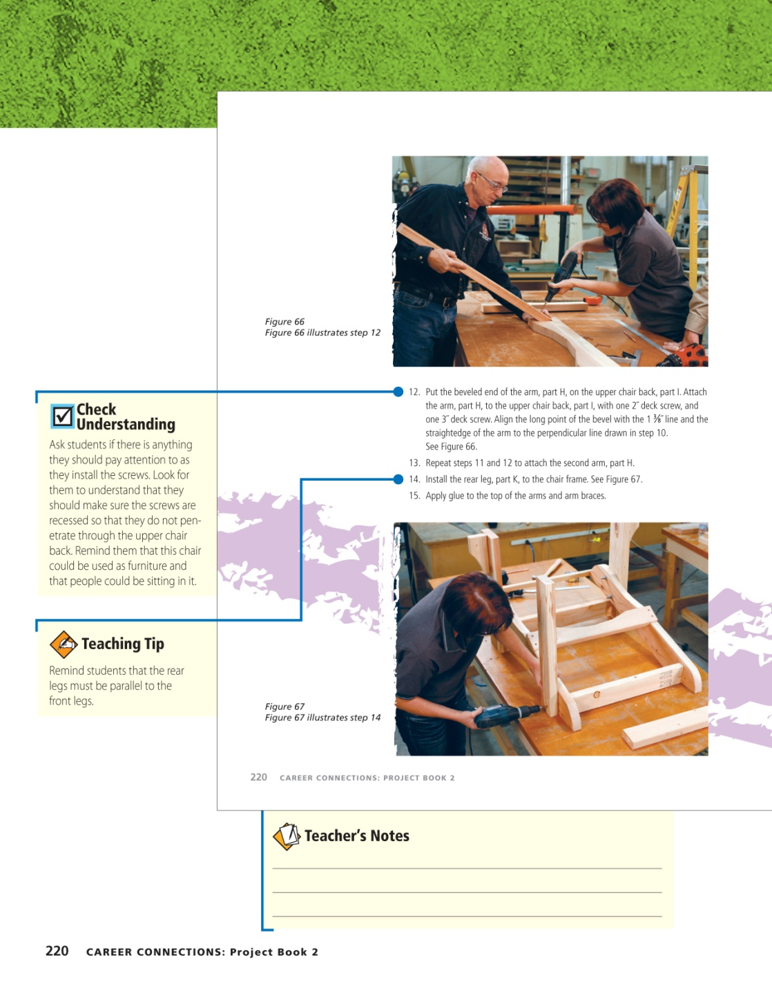 Figure 66
Figure 66 illustrates step 12
12. Put the beveled end of the arm, part H, on the upper chair back, part I. Attach
the arm, part H, to the upper chair back, part I, with one 2˝ deck screw, and
one 3˝ deck screw. Align the long point of the bevel with the 1 ⅜˝ line and the
straightedge of the arm to the perpendicular line drawn in step 10.
See Figure 66.
13. Repeat steps 11 and 12 to attach the second arm, part H.
14. Install the rear leg, part K, to the chair frame. See Figure 67.
15. Apply glue to the top of the arms and arm braces.
Check
Understanding
Ask students if there is anything
they should pay attention to as
they install the screws. Look for
them to understand that they
should make sure the screws are
recessed so that they do not pen-
etrate through the upper chair
back. Remind them that this chair
could be used as furniture and
that people could be sitting in it.
Teaching Tip
Remind students that the rear
legs must be parallel to the
front legs.
Figure 67
Figure 67 illustrates step 14
220 CAREER CONNECTIONS: PROJECT BOOK 2
Teacher’s Notes
220 CAREER CONNECTIONS: Project Book 2